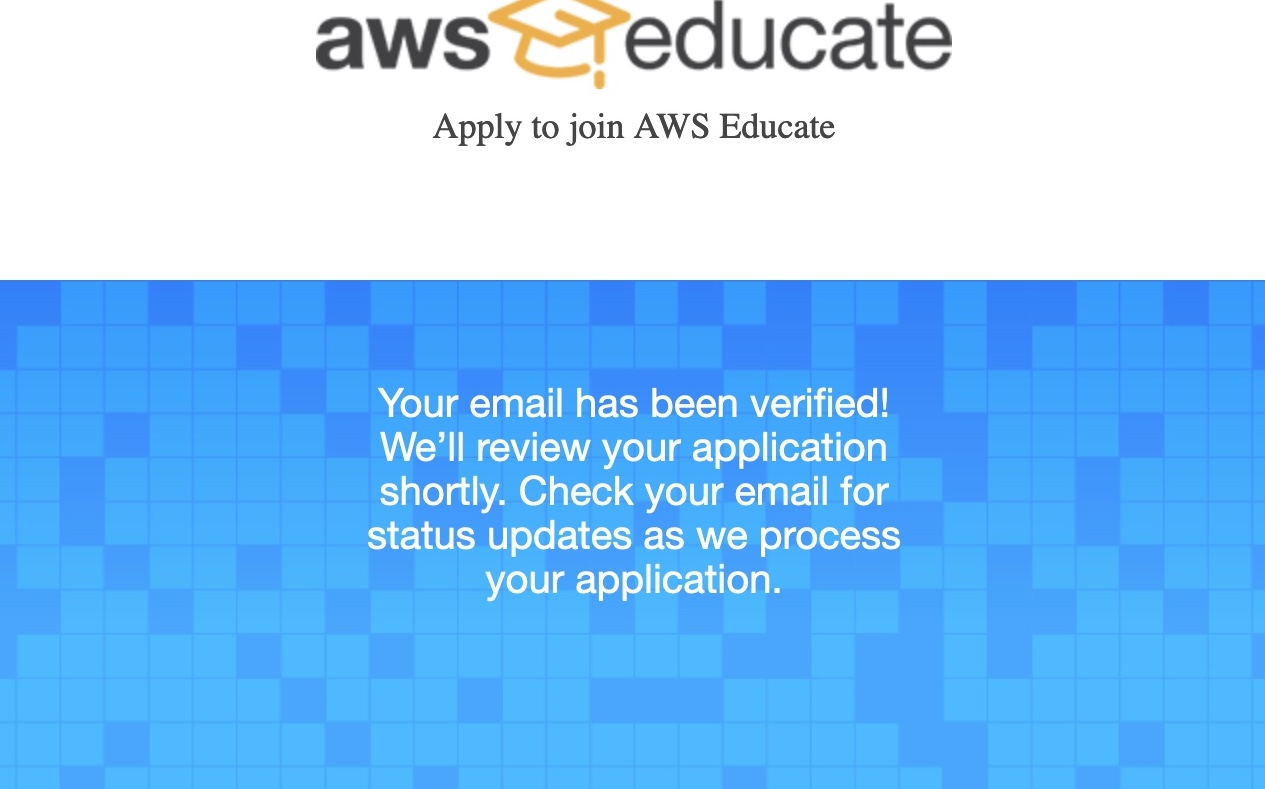 aws educate
Apply to join AWS Educate
Your email has been verified!
We’ll review your application
shortly. Check your email for
status updates as we process
your application.